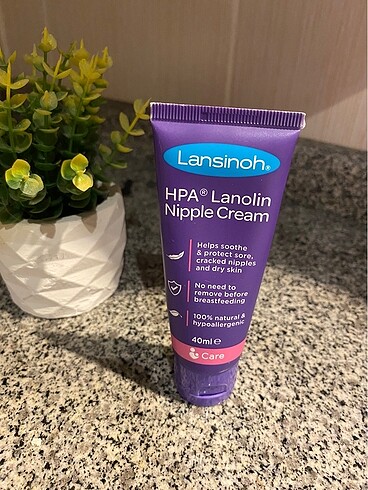 Lansinoh®
HPA® Lanolin
Nipple Cream
Helps soothe
& protect sore,
cracked nipples
and dry skin
No need to
remove before
breastfeeding
100% natural &
hypoallergenic
40ml ℮
Care